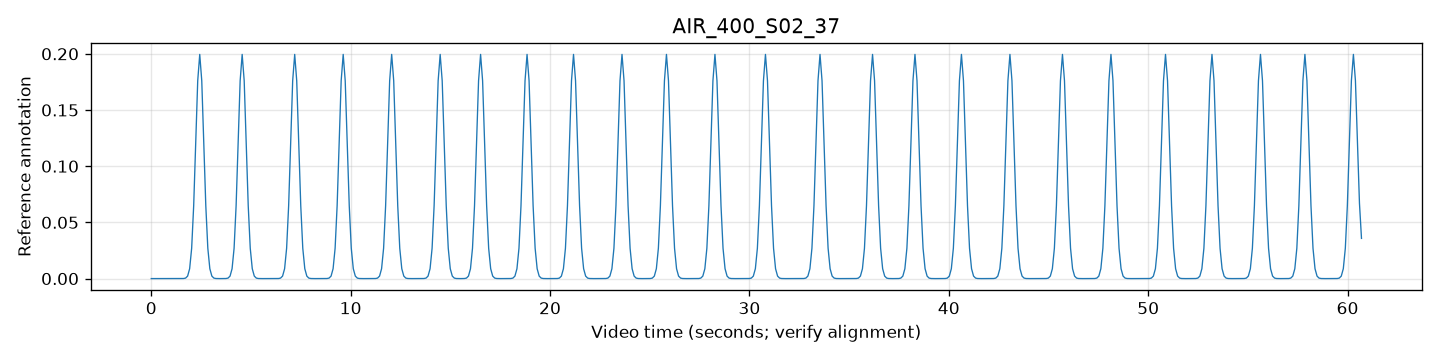 AIR_400_S02_37
Reference annotation
0.20
0.15
0.10
0.05
0.00
0 10 20 30 40 50 60
Video time (seconds; verify alignment)